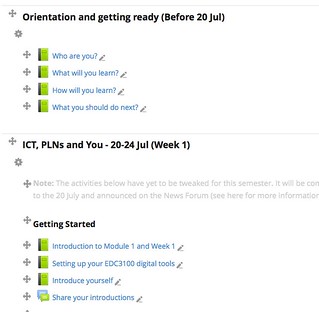 Orientation and getting ready (Before 20 Jul)
Who are you?
What will you learn?
How will you learn?
What you should do next?
ICT, PLNs and You - 20-24 Jul (Week 1)
Note: The activities below have yet to be tweaked for this semester. It will be con
to the 20 July and announced on the News Forum (see here for more information
Getting Started
Introduction to Module 1 and Week 1
Setting up your EDC3100 digital tools
Introduce yourself
Share your introductions